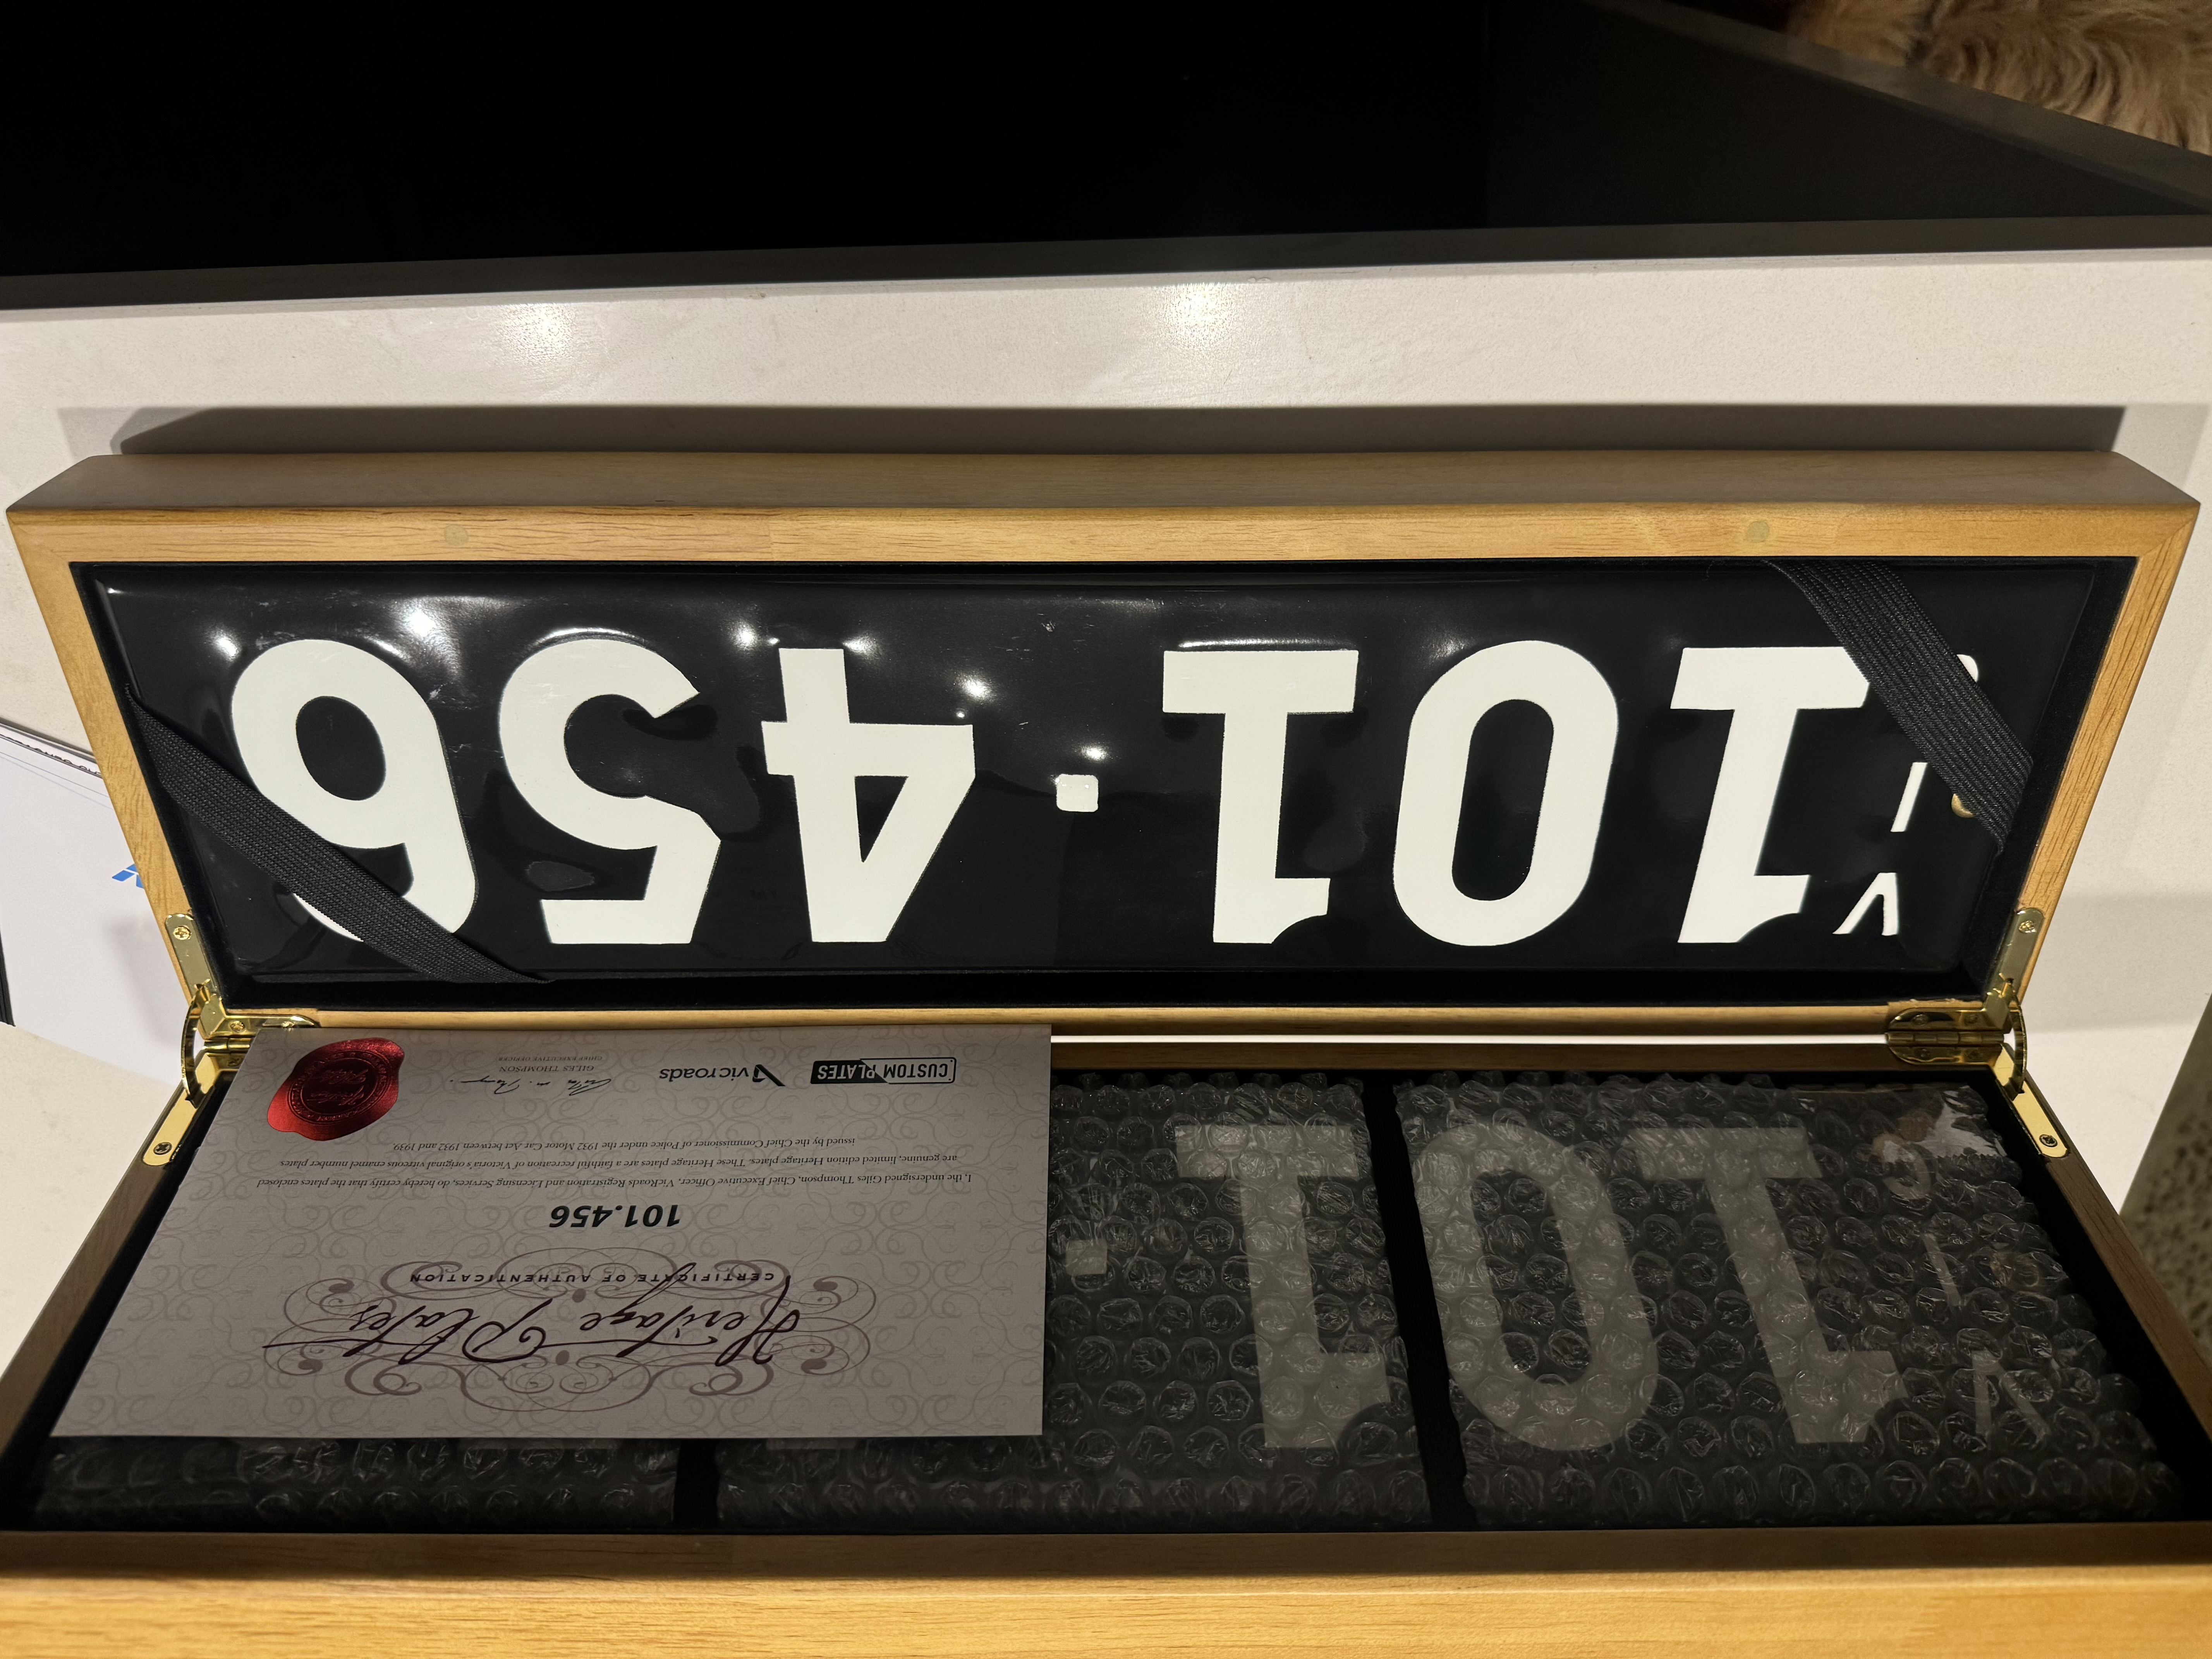 V
I
101·456
Heritage Plates
CERTIFICATE OF AUTHENTICATION
101.456
I, the undersigned Giles Thompson, Chief Executive Officer, VicRoads Registration and Licensing Services, do hereby certify that the plates enclosed
are genuine, limited edition Heritage plates. These Heritage plates are a faithful recreation of Victoria's original vitreous enamel number plates
issued by the Chief Commissioner of Police under the 1932 Motor Car Act between 1932 and 1939.
CUSTOM PLATES
vicroads
GILES THOMPSON
CHIEF EXECUTIVE OFFICER
V
I
C
101·